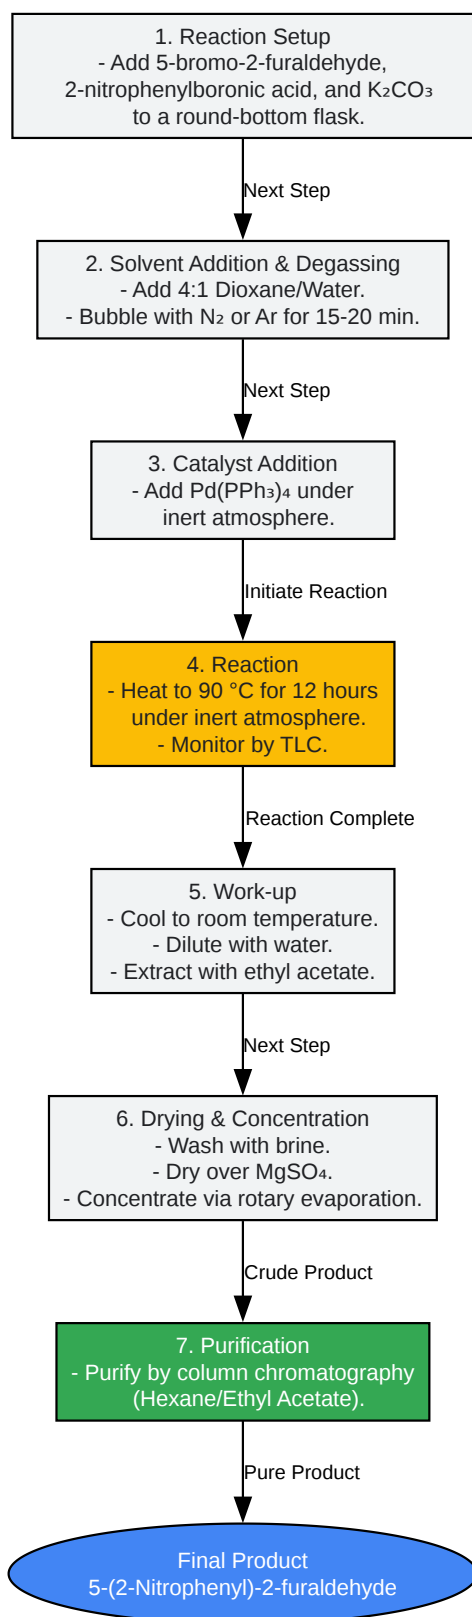 1. Reaction Setup
- Add 5-bromo-2-furaldehyde,
2-nitrophenylboronic acid, and K₂CO₃
to a round-bottom flask.
Next Step
2. Solvent Addition & Degassing
- Add 4:1 Dioxane/Water.
- Bubble with N₂ or Ar for 15-20 min.
Next Step
3. Catalyst Addition
- Add Pd(PPh₃)₄ under
inert atmosphere.
Initiate Reaction
4. Reaction
- Heat to 90 °C for 12 hours
under inert atmosphere.
- Monitor by TLC.
Reaction Complete
5. Work-up
- Cool to room temperature.
- Dilute with water.
- Extract with ethyl acetate.
Next Step
6. Drying & Concentration
- Wash with brine.
- Dry over MgSO₄.
- Concentrate via rotary evaporation.
Crude Product
7. Purification
- Purify by column chromatography
(Hexane/Ethyl Acetate).
Pure Product
Final Product
5-(2-Nitrophenyl)-2-furaldehyde